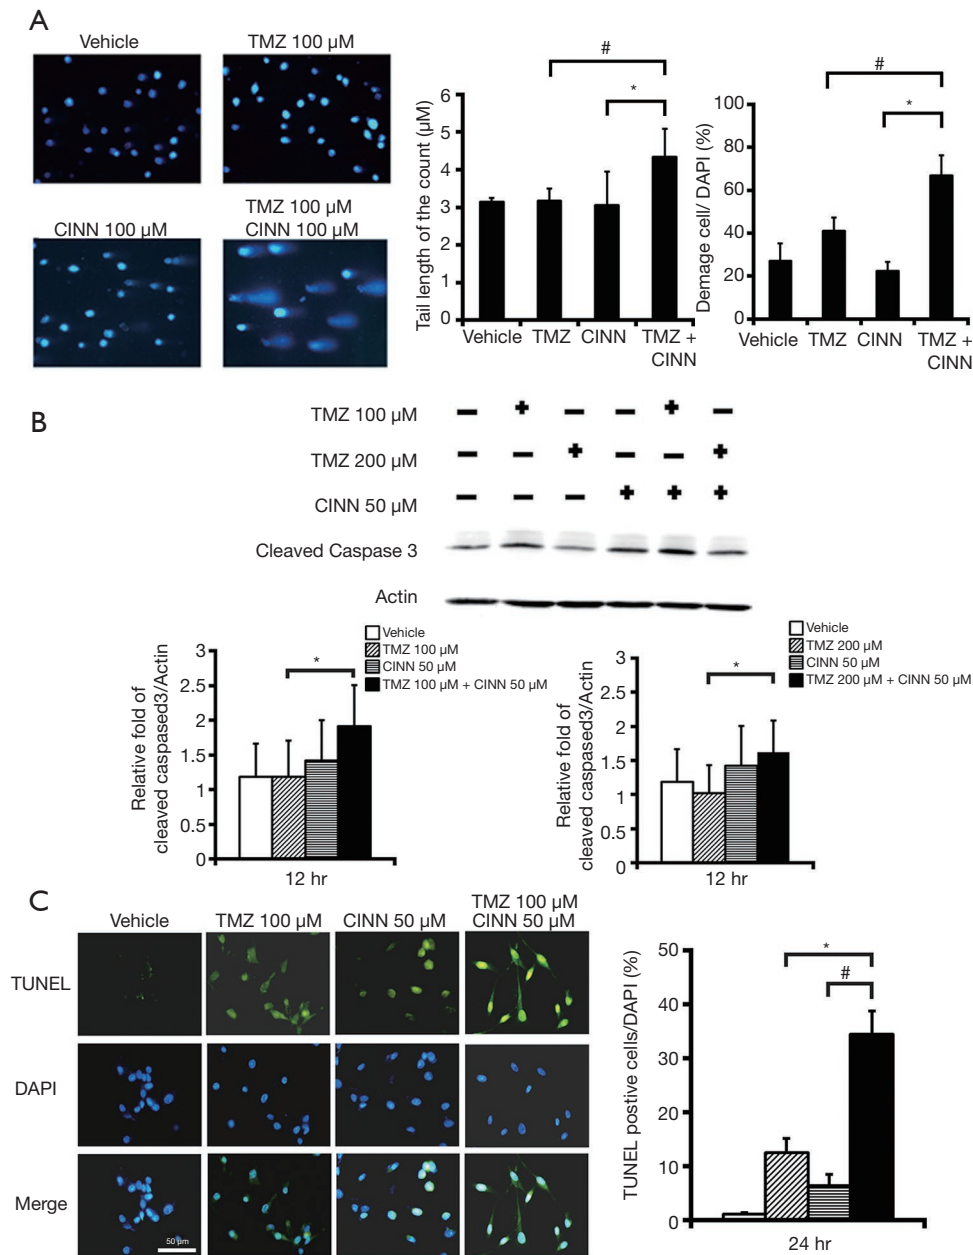 A
Vehicle
TMZ 100 µM
CINN 100 µM
TMZ 100 µM
CINN 100 µM
Tail length of the count (µM)
6
5
4
3
2
1
0
#
*
Vehicle
TMZ
CINN
TMZ +
CINN
Demage cell/ DAPI (%)
100
80
60
40
20
0
#
*
Vehicle
TMZ
CINN
TMZ +
CINN
B
TMZ 100 µM − + − − + −
TMZ 200 µM − − + − − +
CINN 50 µM − − − + + +
Cleaved Caspase 3
Actin
Relative fold of
cleaved caspased3/Actin
3
2.5
2
1.5
1
0.5
0
*
Vehicle
TMZ 100 µM
CINN 50 µM
TMZ 100 µM + CINN 50 µM
12 hr
Relative fold of
cleaved caspased3/Actin
3
2.5
2
1.5
1
0.5
0
*
Vehicle
TMZ 200 µM
CINN 50 µM
TMZ 200 µM + CINN 50 µM
12 hr
C
Vehicle
TMZ 100 µM
CINN 50 µM
TMZ 100 µM
CINN 50 µM
TUNEL
DAPI
Merge
50 µm
TUNEL postive cells/DAPI (%)
50
40
30
20
10
0
*
#
24 hr